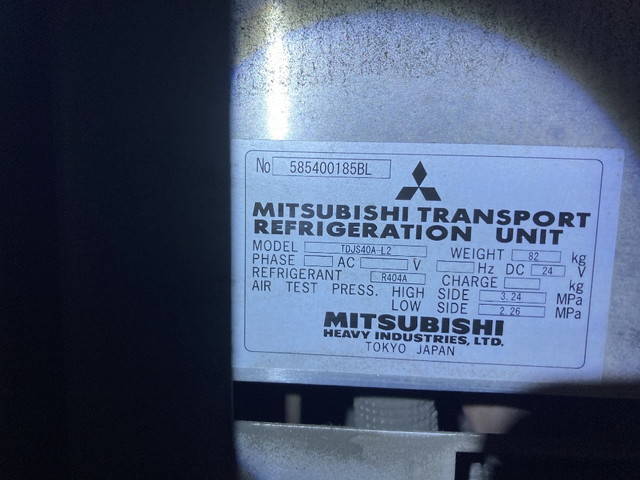 No 585400185BL
MITSUBISHI TRANSPORT
REFRIGERATION UNIT
MODEL TDJS40A-L2 WEIGHT 82 kg
PHASE AC V Hz DC 24 V
REFRIGERANT R404A CHARGE kg
AIR TEST PRESS. HIGH SIDE 3.24 MPa
LOW SIDE 2.26 MPa
MITSUBISHI
HEAVY INDUSTRIES, LTD.
TOKYO JAPAN